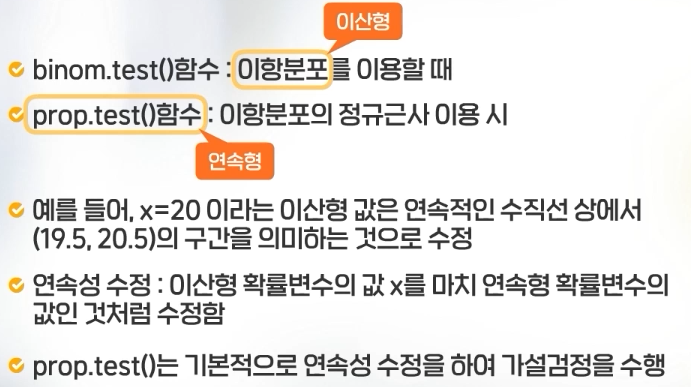 이산형
binom.test()함수 : 이항분포를 이용할 때
prop.test()함수 : 이항분포의 정규근사 이용 시
연속형
예를 들어, x=20 이라는 이산형 값은 연속적인 수직선 상에서
(19.5, 20.5)의 구간을 의미하는 것으로 수정
연속성 수정 : 이산형 확률변수의 값 x를 마치 연속형 확률변수의
값인 것처럼 수정함
prop.test()는 기본적으로 연속성 수정을 하여 가설검정을 수행